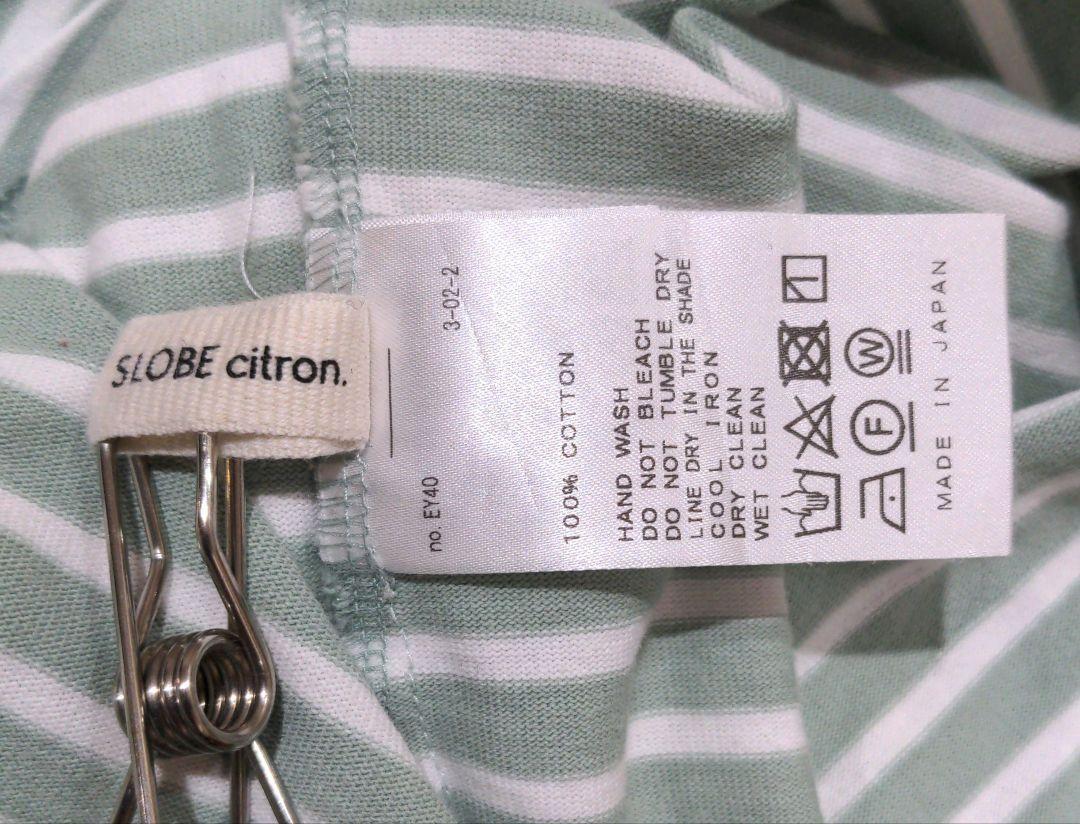 SLOBE citron.
no. EY40
3-02-2
100% COTTON
HAND WASH
DO NOT BLEACH
DO NOT TUMBLE DRY
LINE DRY IN THE SHADE
COOL IRON
DRY CLEAN
WET CLEAN
F
W
MADE IN JAPAN